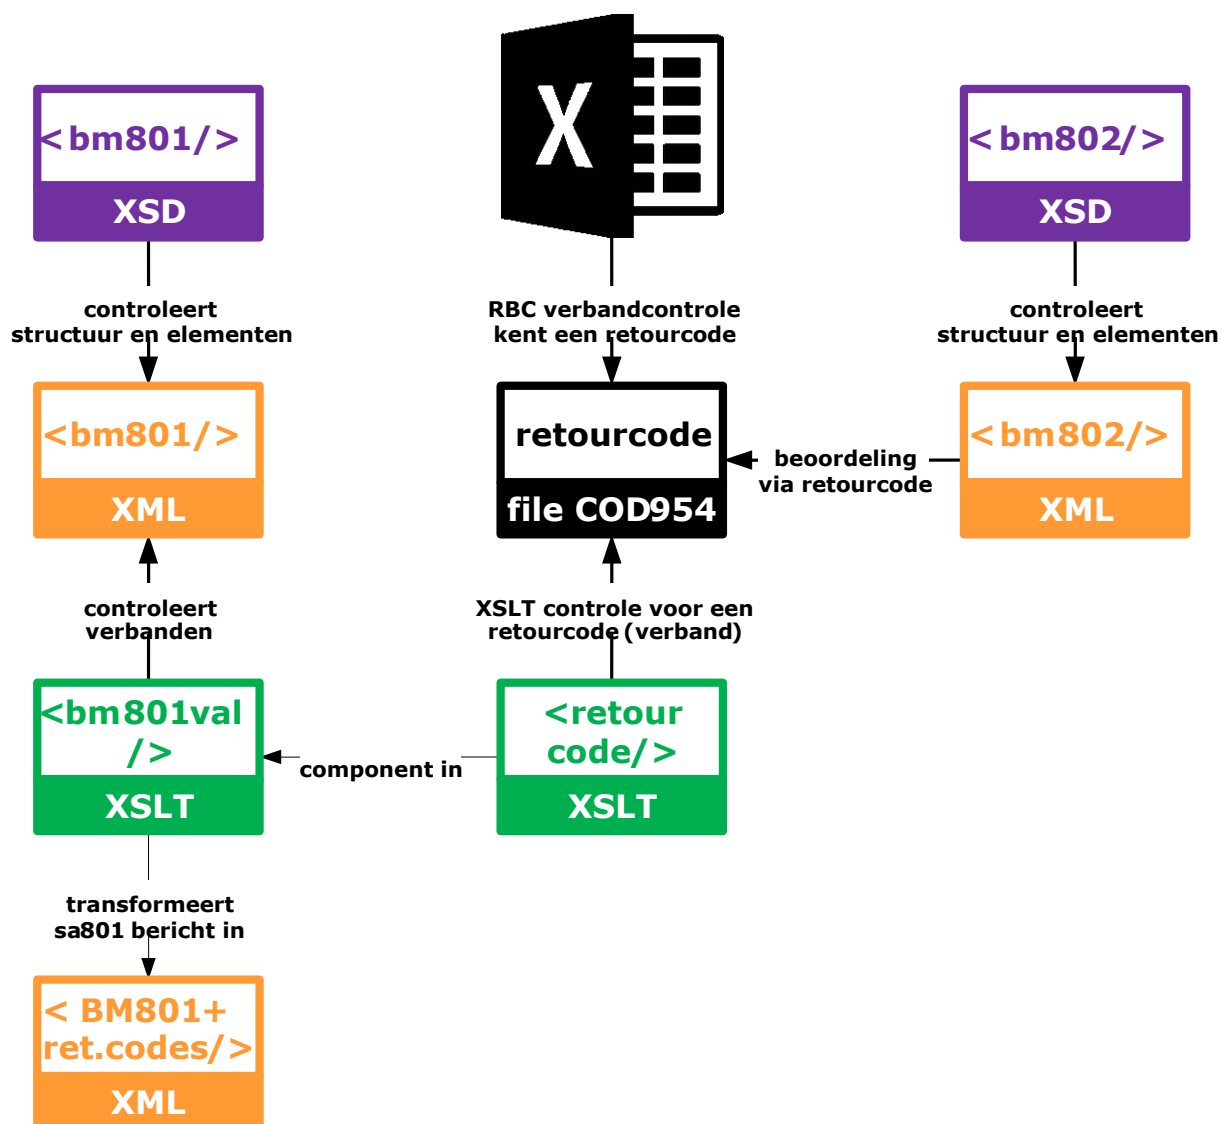 <bm801/>
XSD
controleert
structuur en elementen
<bm801/>
XML
controleert
verbanden
<bm801val
/>
XSLT
transformeert
sa801 bericht in
< BM801+
ret.codes/>
XML
X
RBC verbandcontrole
kent een retourcode
retourcode
file COD954
XSLT controle voor een
retourcode (verband)
<retour
code/>
XSLT
component in
<bm802/>
XSD
controleert
structuur en elementen
<bm802/>
XML
beoordeling
via retourcode